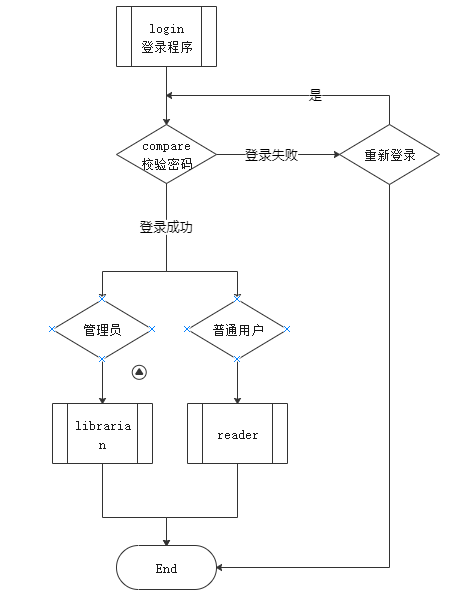 login
登录程序
是
compare
校验密码
登录失败
重新登录
登录成功
管理员
普通用户
libraria
n
reader
End